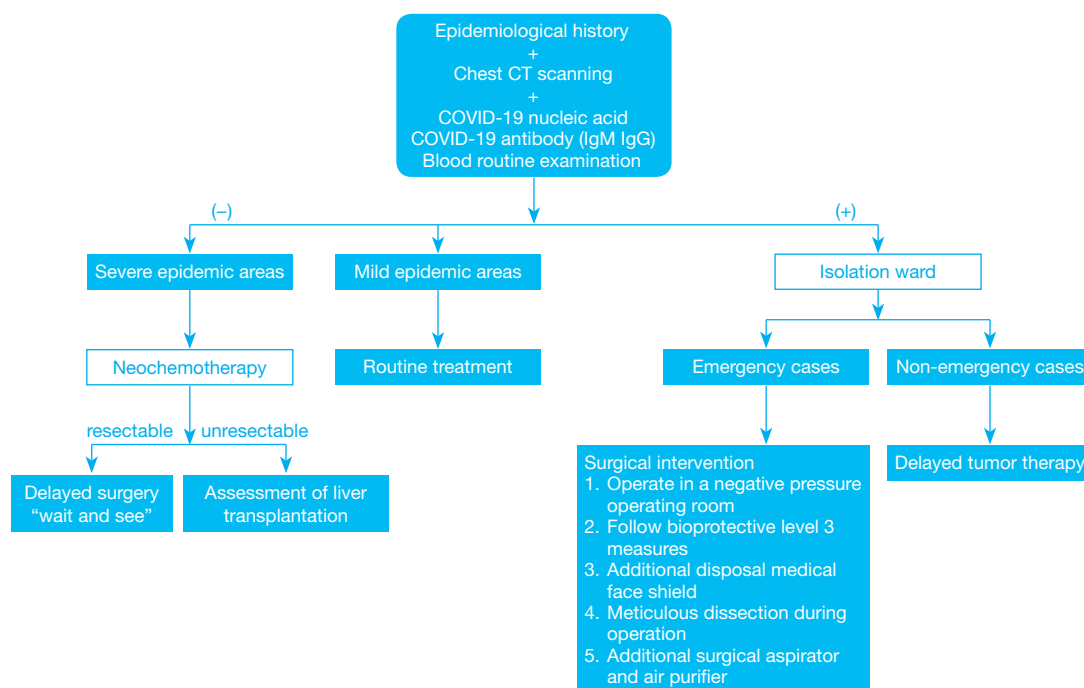 Epidemiological history
+
Chest CT scanning
+
COVID-19 nucleic acid
COVID-19 antibody (IgM IgG)
Blood routine examination
(–)
(+)
Severe epidemic areas
Mild epidemic areas
Isolation ward
Neochemotherapy
Routine treatment
Emergency cases
Non-emergency cases
resectable
unresectable
Delayed surgery
“wait and see”
Assessment of liver
transplantation
Surgical intervention
1. Operate in a negative pressure
operating room
2. Follow bioprotective level 3
measures
3. Additional disposal medical
face shield
4. Meticulous dissection during
operation
5. Additional surgical aspirator
and air purifier
Delayed tumor therapy